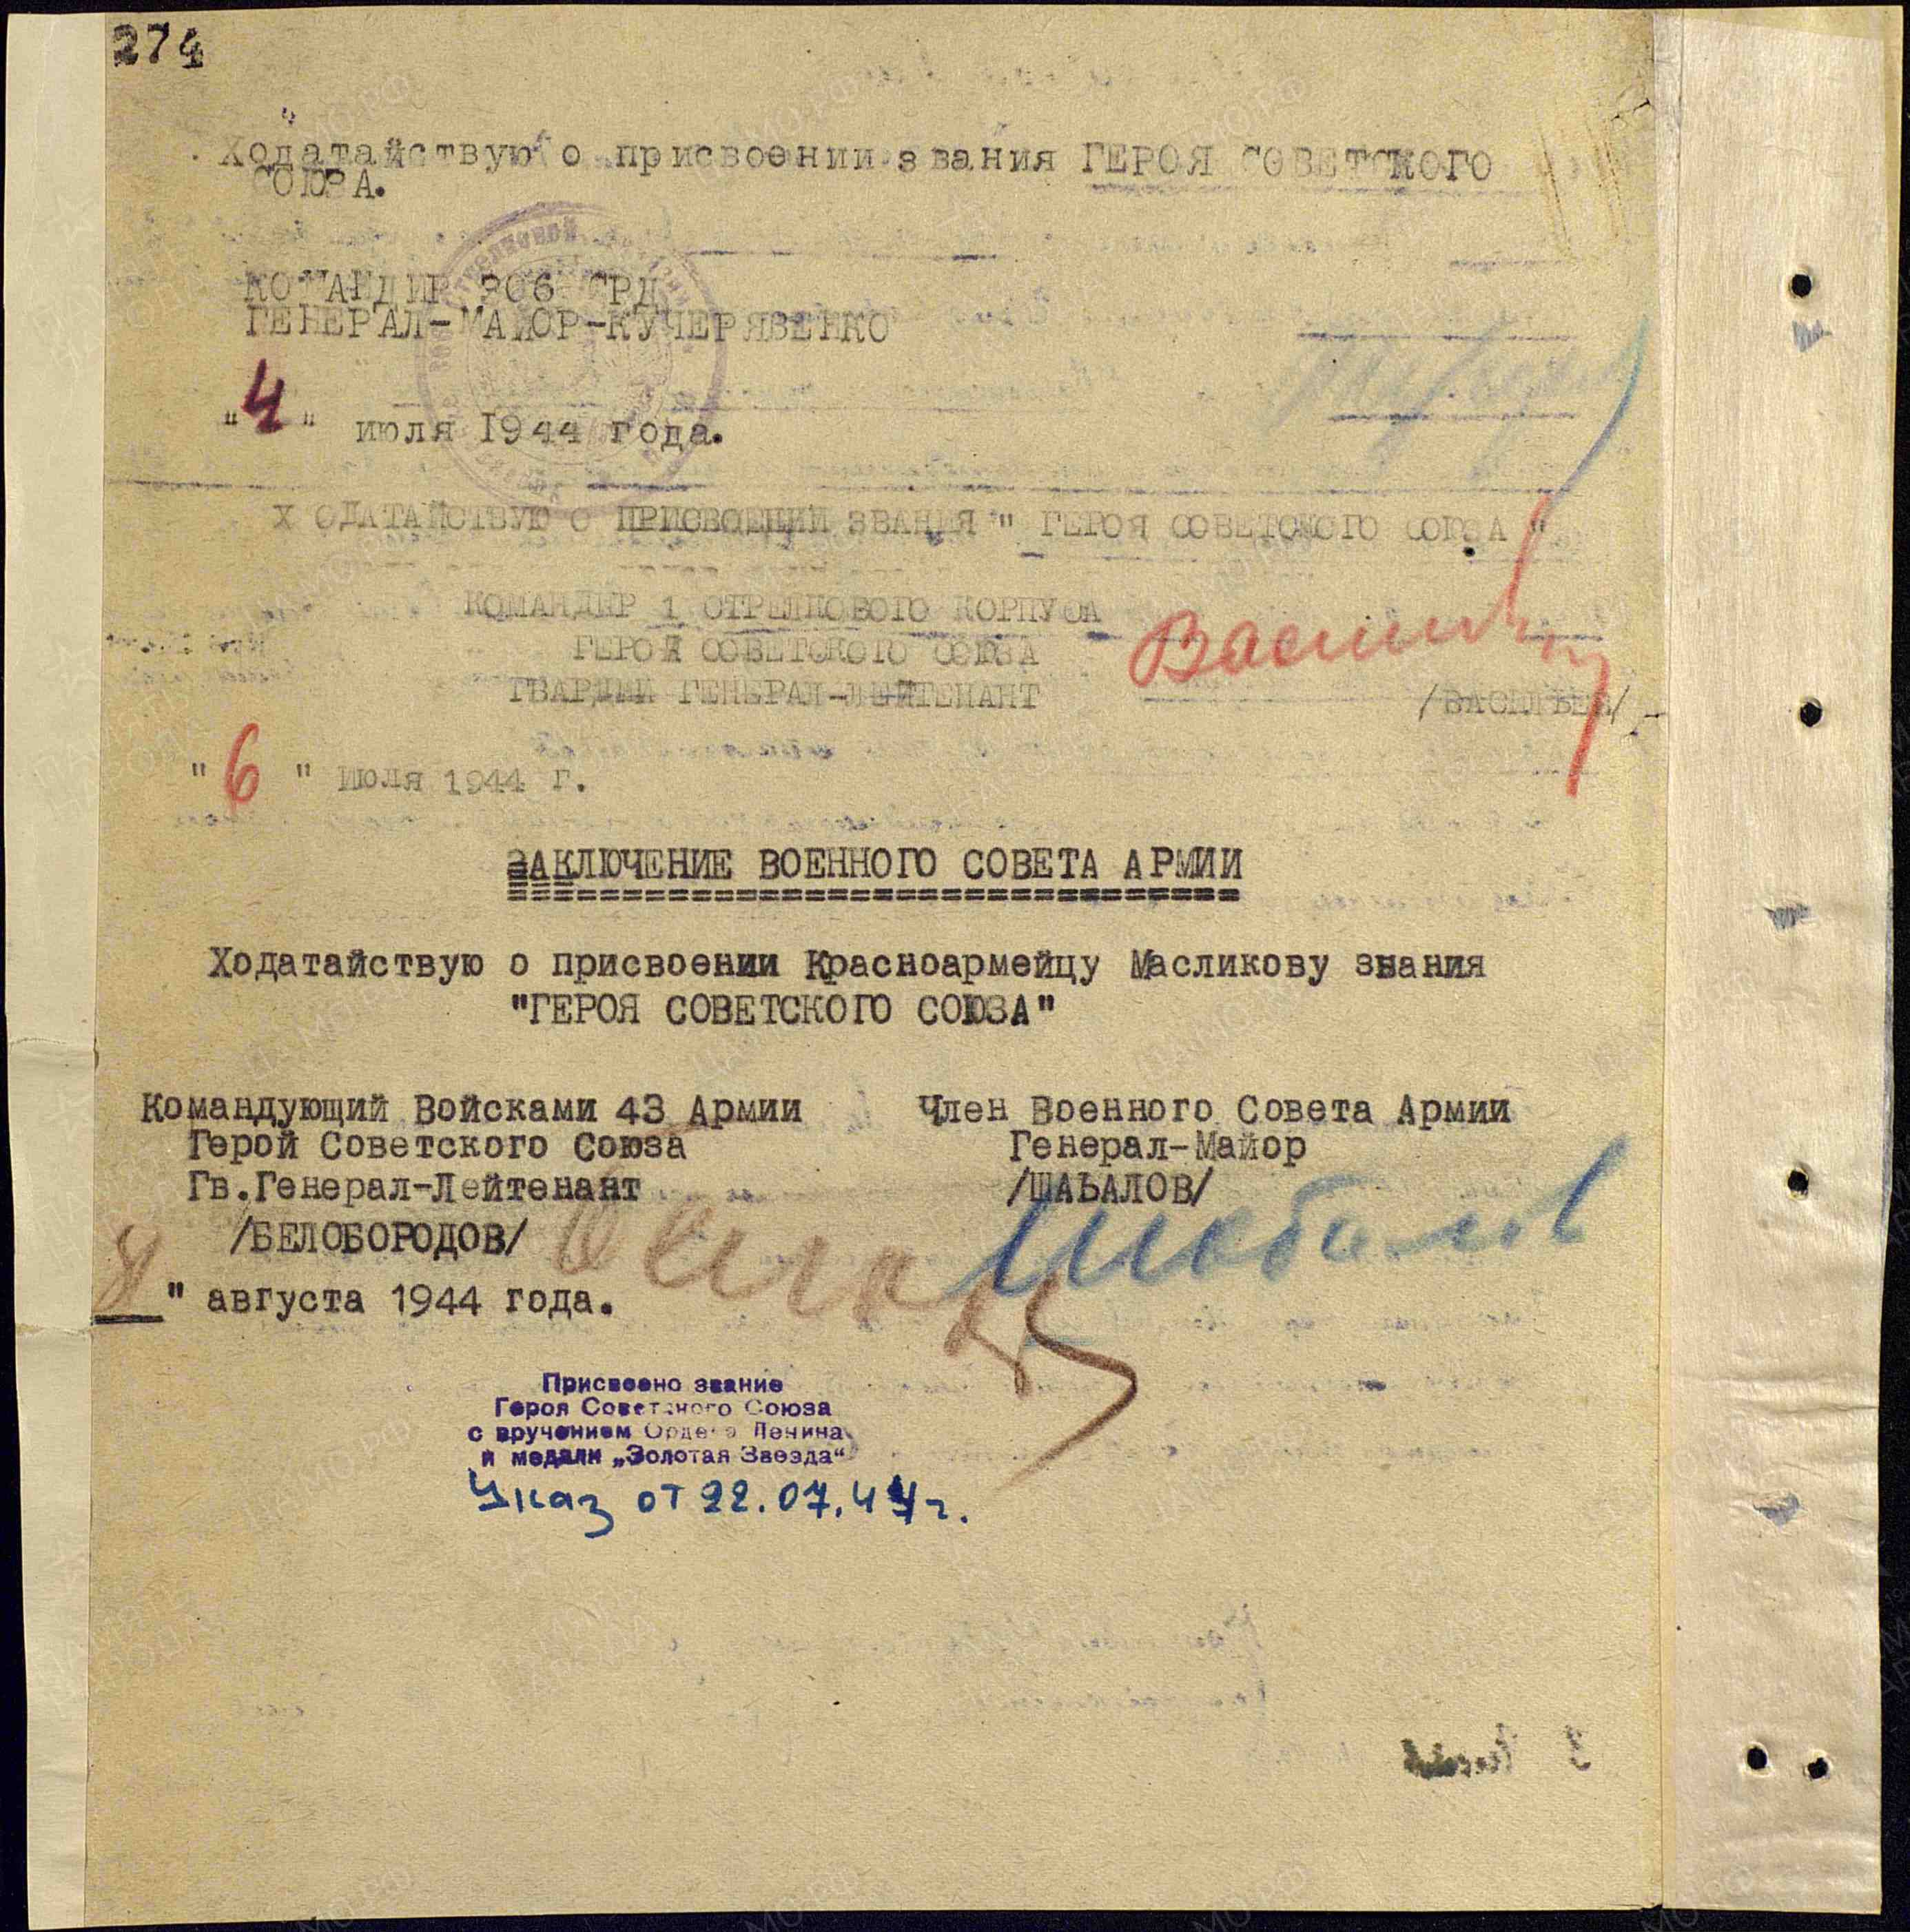 274
Ходатайствую о присвоении звания ГЕРОЯ СОВЕТСКОГО
СОЮЗА.
КОМАНДИР 306 СРД
ГЕНЕРАЛ-МАЙОР-КУЧЕРЯВЕНКО
"4" июля 1944 года.
ХОДАТАЙСТВУЮ О ПРИСВОЕНИИ ЗВАНИЯ " ГЕРОЯ СОВЕТСКОГО СОЮЗА "
КОМАНДИР 1 СТРЕЛКОВОГО КОРПУСА
ГЕРОЙ СОВЕТСКОГО СОЮЗА
ГВАРДИИ ГЕНЕРАЛ-ЛЕЙТЕНАНТ
/ВАСИЛЬЕВ/
"6" июля 1944 г.
ЗАКЛЮЧЕНИЕ ВОЕННОГО СОВЕТА АРМИИ
Ходатайствую о присвоении Красноармейцу Масликову звания
"ГЕРОЯ СОВЕТСКОГО СОЮЗА"
Командующий Войсками 43 Армии
Герой Советского Союза
Гв.Генерал-Лейтенант
/БЕЛОБОРОДОВ/
Член Военного Совета Армии
Генерал-Майор
/ШАБАЛОВ/
Шабалов
" августа 1944 года.
Присвоено звание
Героя Советского Союза
с вручением Ордена Ленина
и медали „Золотая Звезда"
Указ от 22.07.44г.